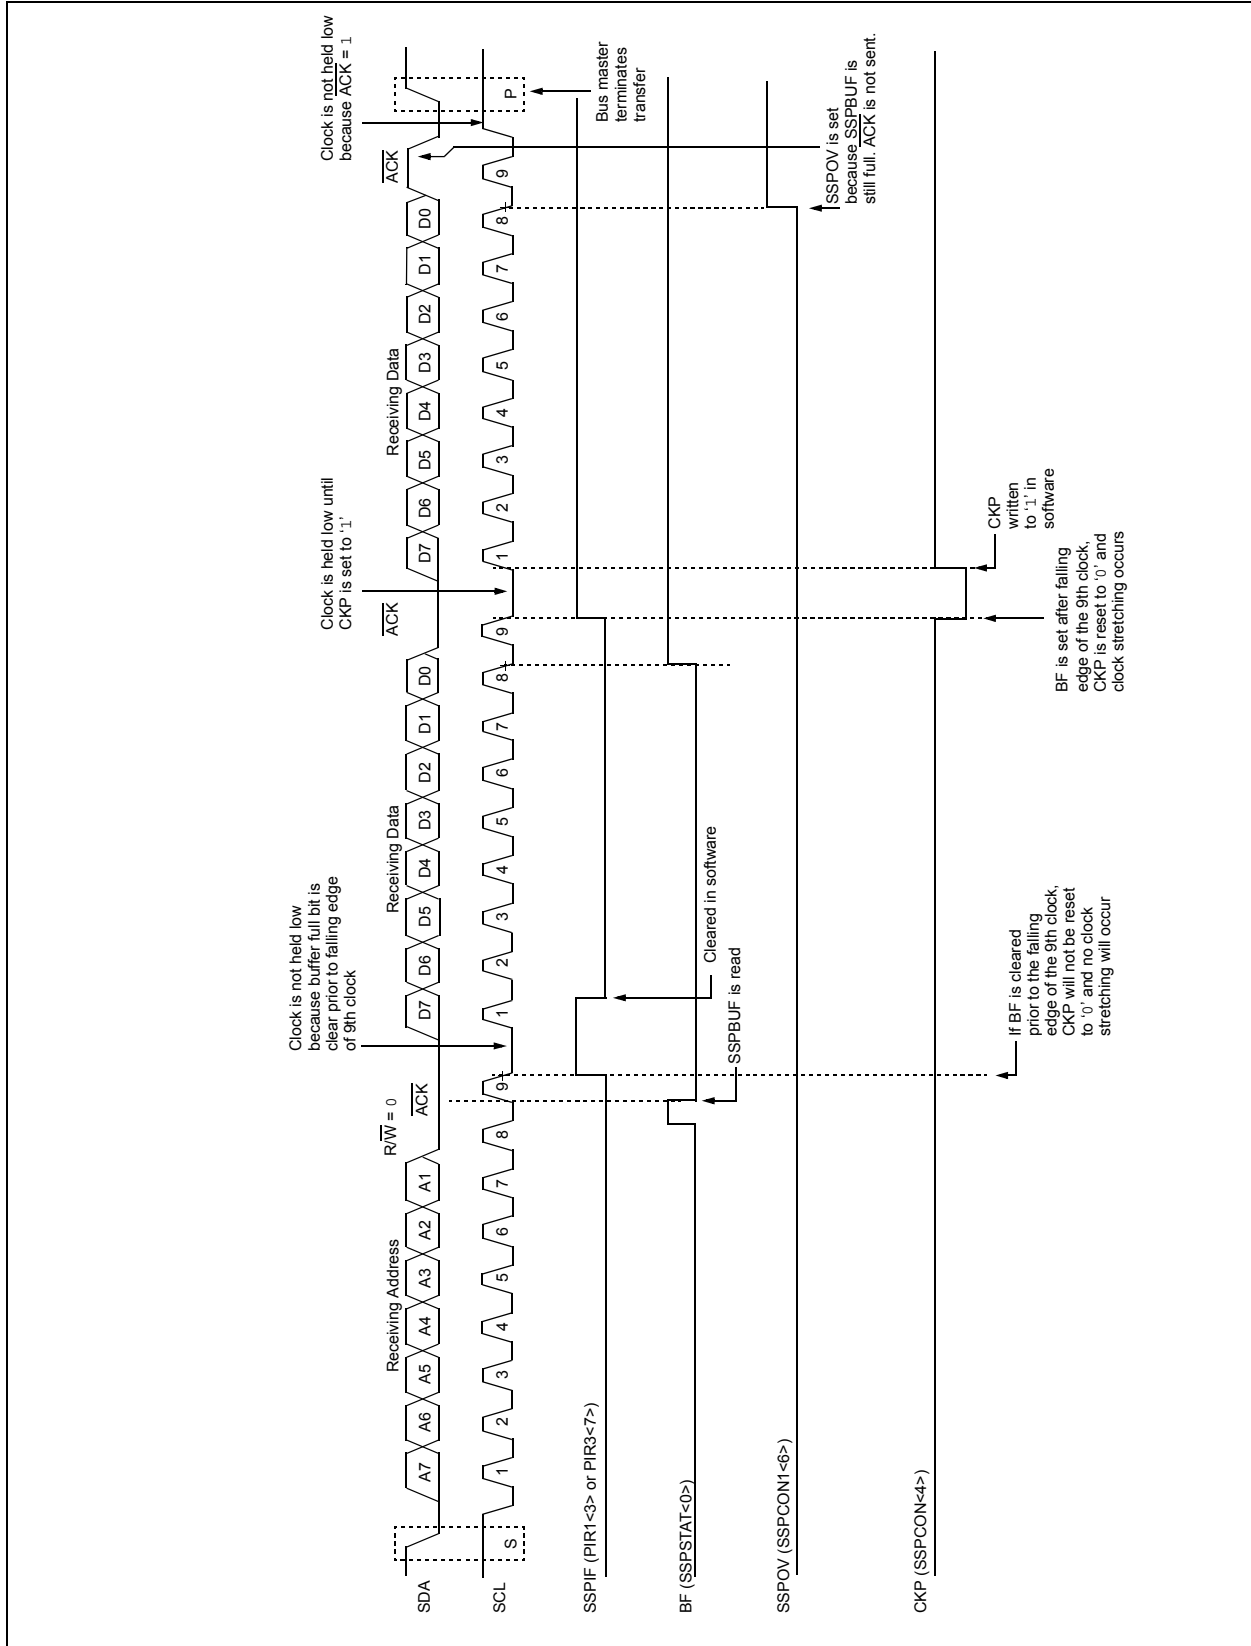 Clock is not held low
because ACK = 1
Clock is held low until
CKP is set to ‘1’
Clock is not held low
because buffer full bit is
clear prior to falling edge
of 9th clock
Receiving Address
R/W = 0
ACK
Receiving Data
ACK
Receiving Data
ACK
SDA
A7 A6 A5 A4 A3 A2 A1
D7 D6 D5 D4 D3 D2 D1 D0
D7 D6 D5 D4 D3 D2 D1 D0
SCL
S
1 2 3 4 5 6 7 8 9
1 2 3 4 5 6 7 8 9
1 2 3 4 5 6 7 8 9
P
SSPIF (PIR1<3> or PIR3<7>)
Bus master
terminates
transfer
Cleared in software
BF (SSPSTAT<0>)
SSPBUF is read
SSPOV (SSPCON1<6>)
SSPOV is set
because SSPBUF is
still full. ACK is not sent.
CKP (SSPCON<4>)
CKP
written
to ‘1’ in
software
If BF is cleared
prior to the falling
edge of the 9th clock,
CKP will not be reset
to ‘0’ and no clock
stretching will occur
BF is set after falling
edge of the 9th clock,
CKP is reset to ‘0’ and
clock stretching occurs